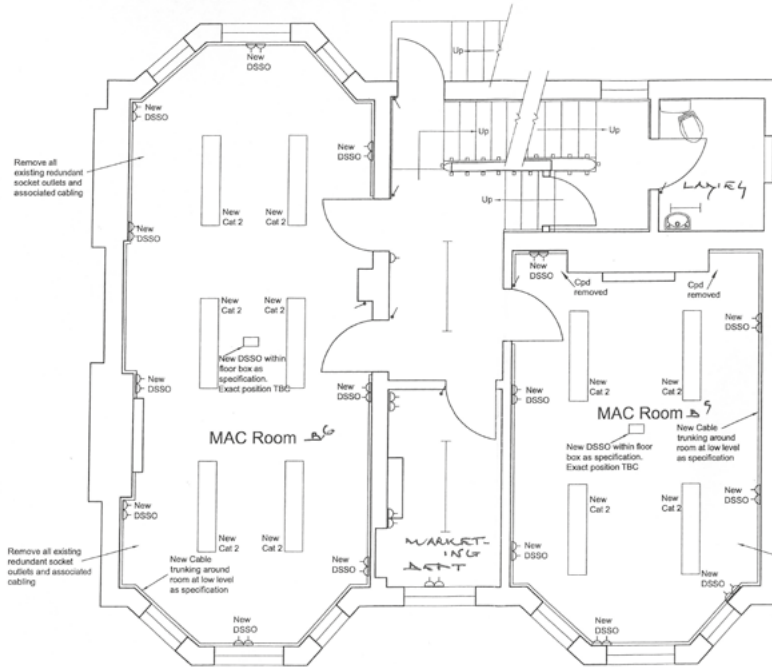 Up
New
DSSO
New
DSSO
New
DSSO
Up
Up
Up
Remove all
existing redundant
socket outlets and
associated cabling
New
Cat 2
New
Cat 2
New
DSSO
LADIES
New
DSSO
Cpd
removed
Cpd
removed
New
Cat 2
New
Cat 2
New DSSO within
floor box as
specification.
Exact position TBC
New
DSSO
New
DSSO
New
DSSO
New
Cat 2
New
Cat 2
MAC Room B6
MAC Room B5
New DSSO within floor
box as specification.
Exact position TBC
New Cable
trunking around
room at low level
as specification
New
DSSO
New
Cat 2
New
Cat 2
New
DSSO
New
Cat 2
New
Cat 2
MARKET-
ING
DEPT
Remove all existing
redundant socket
outlets and associated
cabling
New Cable
trunking around
room at low level
as specification
New
DSSO
New
DSSO
New
DSSO
New
DSSO
New
DSSO